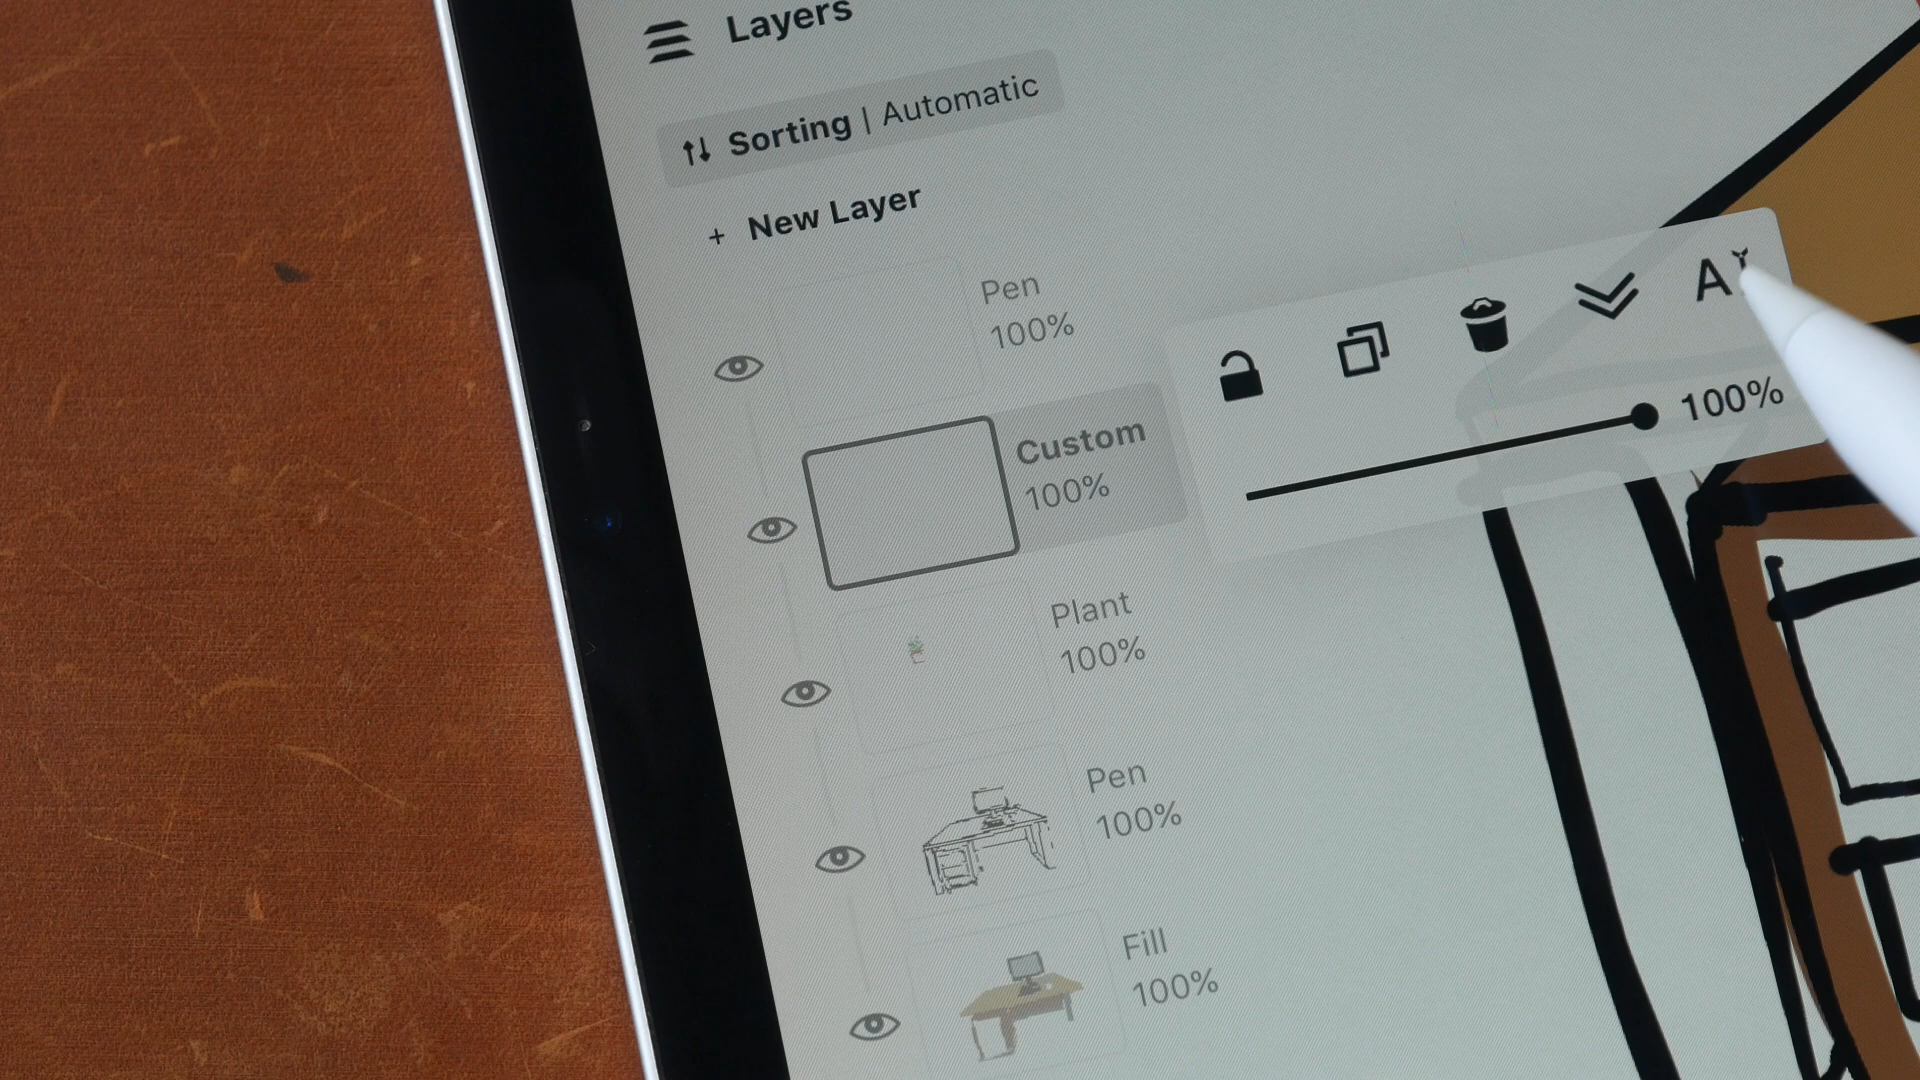 Layers
Sorting | Automatic
+ New Layer
Pen
100%
Custom
100%
A
100%
Plant
100%
Pen
100%
Fill
100%